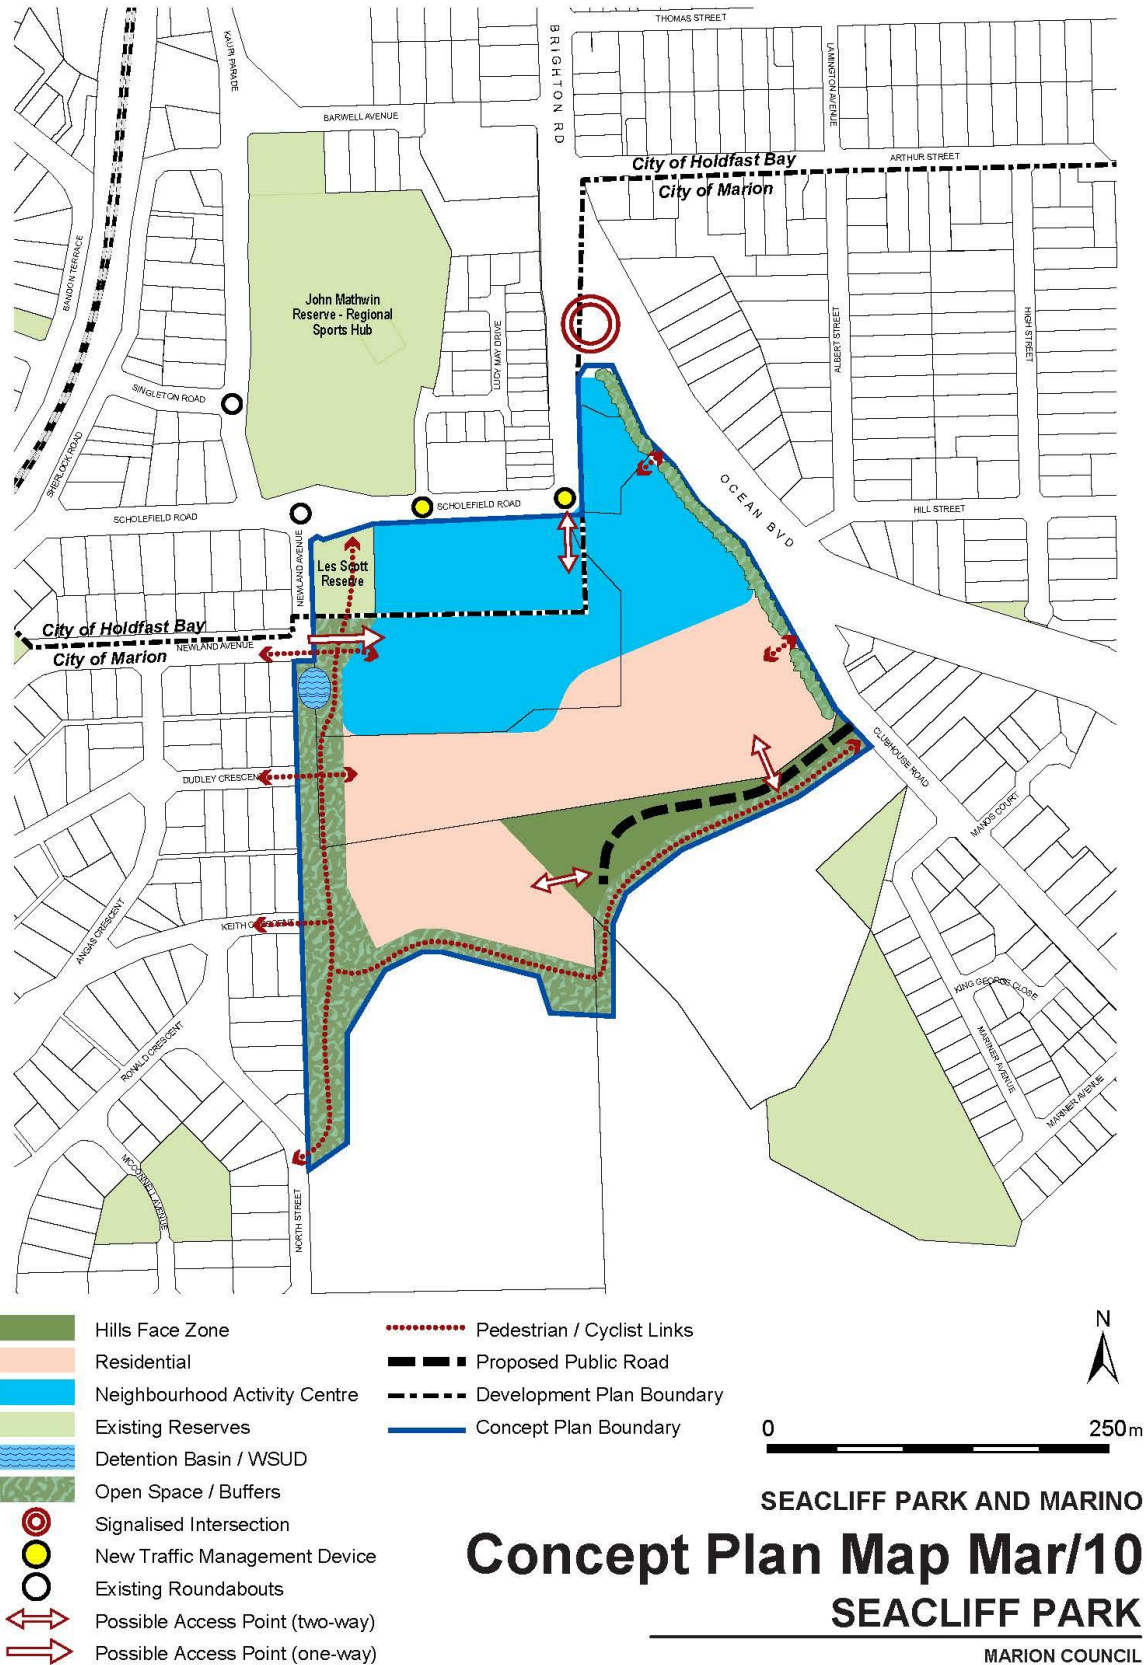 THOMAS STREET
KAURI PARADE
BRIGHTON RD
LAMINGTON AVENUE
BARWELL AVENUE
City of Holdfast Bay
ARTHUR STREET
City of Marion
BANDON TERRACE
John Mathwin
Reserve - Regional
Sports Hub
LUCY MAY DRIVE
ALBERT STREET
HIGH STREET
SINGLETON ROAD
SHERLOCK ROAD
OCEAN BVD
SCHOLEFIELD ROAD
SCHOLEFIELD ROAD
HILL STREET
NEWLAND AVENUE
Les Scott
Reserve
City of Holdfast Bay
NEWLAND AVENUE
City of Marion
CLUBHOUSE ROAD
DUDLEY CRESCENT
MANOS COURT
ANGAS CRESCENT
KEITH CRESCENT
KING GEORGE CLOSE
RONALD CRESCENT
MARINER AVENUE
MARINER AVENUE
MCCONNELL AVENUE
NORTH STREET
Hills Face Zone
Residential
Neighbourhood Activity Centre
Existing Reserves
Detention Basin / WSUD
Open Space / Buffers
Signalised Intersection
New Traffic Management Device
Existing Roundabouts
Possible Access Point (two-way)
Possible Access Point (one-way)
Pedestrian / Cyclist Links
Proposed Public Road
Development Plan Boundary
Concept Plan Boundary
N
0 250m
SEACLIFF PARK AND MARINO
Concept Plan Map Mar/10
SEACLIFF PARK
MARION COUNCIL